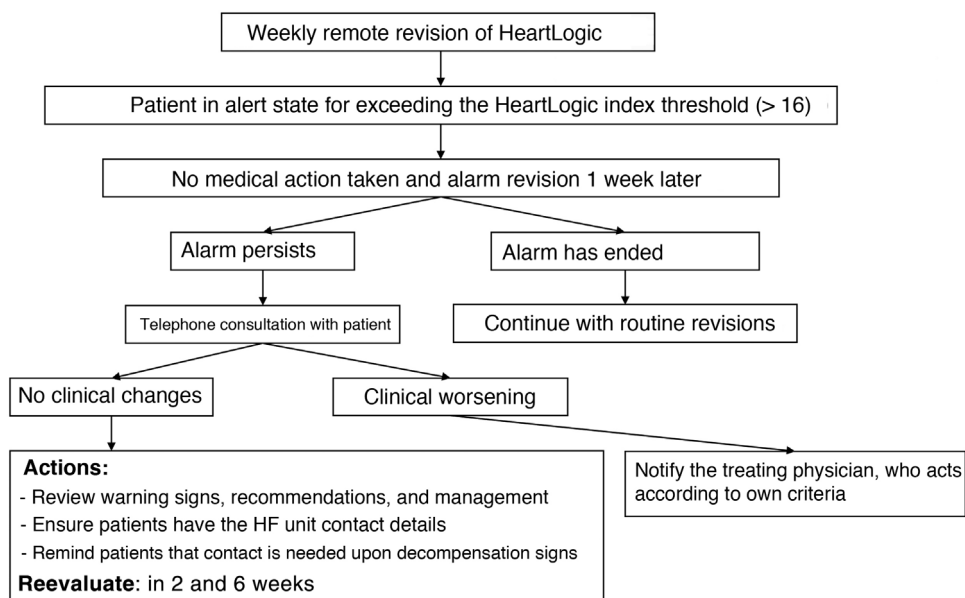 Weekly remote revision of HeartLogic
Patient in alert state for exceeding the HeartLogic index threshold (> 16)
No medical action taken and alarm revision 1 week later
Alarm persists
Alarm has ended
Telephone consultation with patient
Continue with routine revisions
No clinical changes
Clinical worsening
Actions:
- Review warning signs, recommendations, and management
- Ensure patients have the HF unit contact details
- Remind patients that contact is needed upon decompensation signs
Reevaluate: in 2 and 6 weeks
Notify the treating physician, who acts
according to own criteria